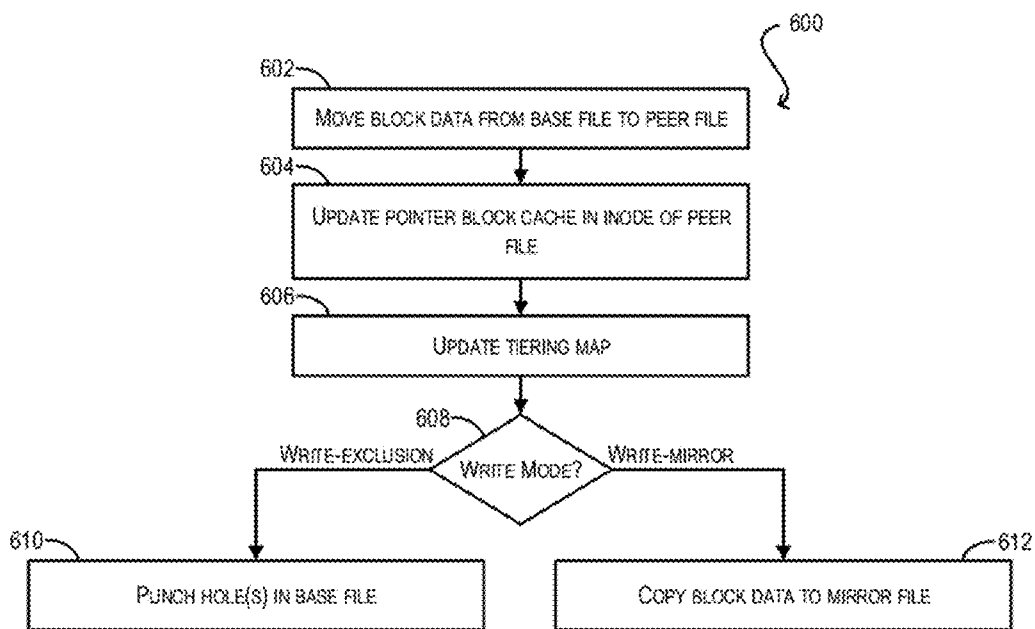 600
602
MOVE BLOCK DATA FROM BASE FILE TO PEER FILE
604
UPDATE POINTER BLOCK CACHE IN INODE OF PEER
FILE
606
UPDATE TIERING MAP
608
WRITE-EXCLUSION
WRITE MODE?
WRITE-MIRROR
610
612
PUNCH HOLE(S) IN BASE FILE
COPY BLOCK DATA TO MIRROR FILE